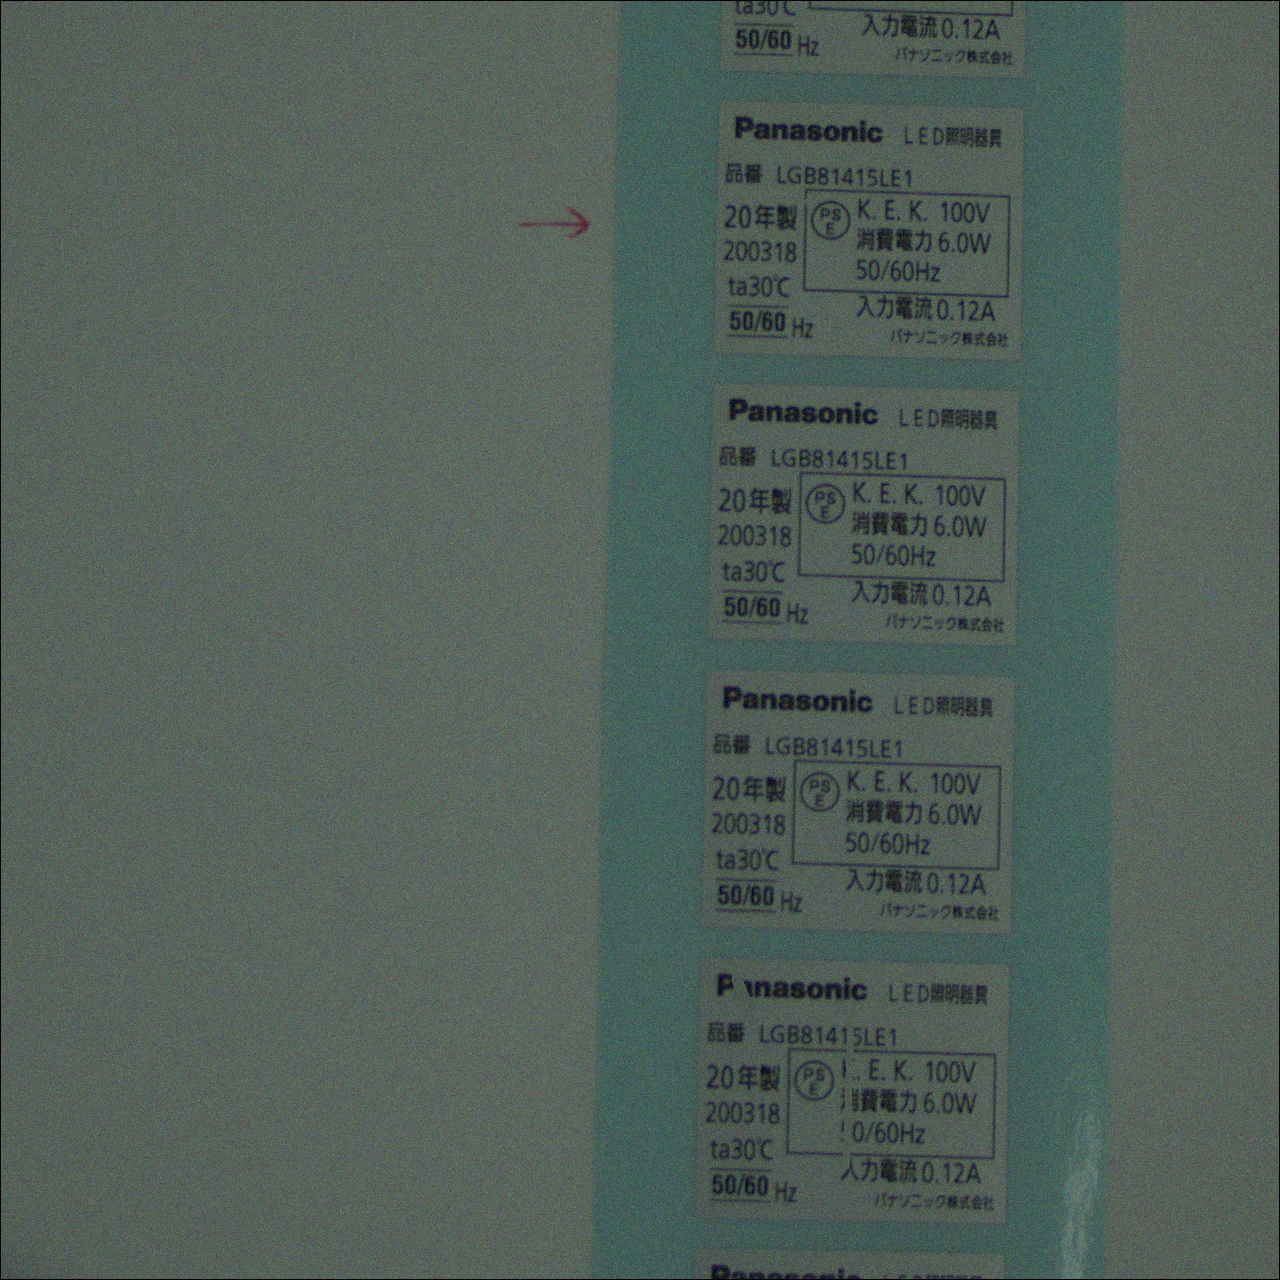 ta30℃
入力電流 0.12A
50/60 Hz
パナソニック株式会社
Panasonic LED照明器具
品番 LGB81415LE1
20年製 PSE K. E. K. 100V
200318 消費電力 6.0W
50/60Hz
ta30℃
入力電流 0.12A
50/60 Hz
パナソニック株式会社
Panasonic LED照明器具
品番 LGB81415LE1
20年製 PSE K. E. K. 100V
200318 消費電力 6.0W
50/60Hz
ta30℃
入力電流 0.12A
50/60 Hz
パナソニック株式会社
Panasonic LED照明器具
品番 LGB81415LE1
20年製 PSE K. E. K. 100V
200318 消費電力 6.0W
50/60Hz
ta30℃
入力電流 0.12A
50/60 Hz
パナソニック株式会社
Panasonic LED照明器具
品番 LGB81415LE1
20年製 PSE K. E. K. 100V
200318 消費電力 6.0W
50/60Hz
ta30℃
入力電流 0.12A
50/60 Hz
パナソニック株式会社
Panasonic